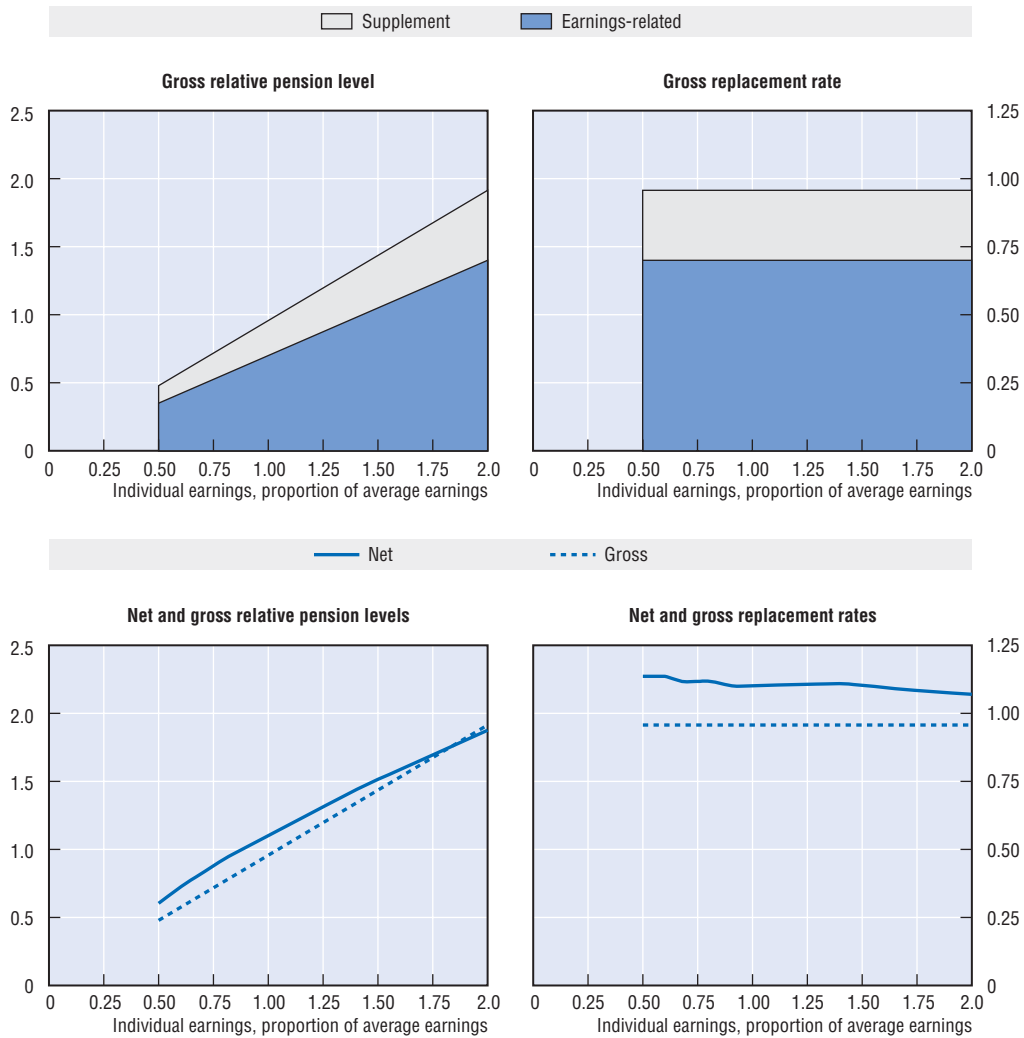 Supplement Earnings-related
Gross relative pension level
2.5
2.0
1.5
1.0
0.5
0
0 0.25 0.50 0.75 1.00 1.25 1.50 1.75 2.0
Individual earnings, proportion of average earnings
Gross replacement rate
1.25
1.00
0.75
0.50
0.25
0
0 0.25 0.50 0.75 1.00 1.25 1.50 1.75 2.0
Individual earnings, proportion of average earnings
Net Gross
Net and gross relative pension levels
2.5
2.0
1.5
1.0
0.5
0
0 0.25 0.50 0.75 1.00 1.25 1.50 1.75 2.0
Individual earnings, proportion of average earnings
Net and gross replacement rates
1.25
1.00
0.75
0.50
0.25
0
0 0.25 0.50 0.75 1.00 1.25 1.50 1.75 2.0
Individual earnings, proportion of average earnings